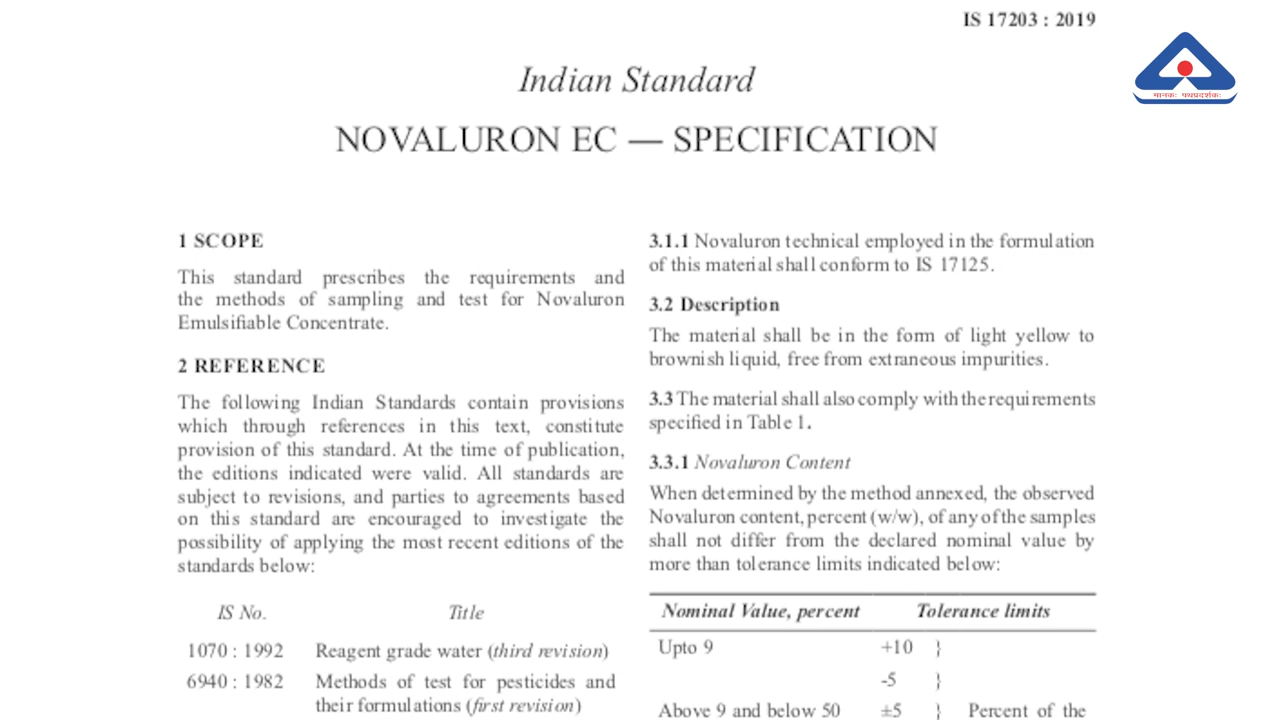 IS 17203 : 2019
मानकः पथप्रदर्शकः
Indian Standard
NOVALURON EC — SPECIFICATION
1 SCOPE
This standard prescribes the requirements and
the methods of sampling and test for Novaluron
Emulsifiable Concentrate.
2 REFERENCE
The following Indian Standards contain provisions
which through references in this text, constitute
provision of this standard. At the time of publication,
the editions indicated were valid. All standards are
subject to revisions, and parties to agreements based
on this standard are encouraged to investigate the
possibility of applying the most recent editions of the
standards below:
IS No. Title
1070 : 1992 Reagent grade water (third revision)
6940 : 1982 Methods of test for pesticides and
their formulations (first revision)
3.1.1 Novaluron technical employed in the formulation
of this material shall conform to IS 17125.
3.2 Description
The material shall be in the form of light yellow to
brownish liquid, free from extraneous impurities.
3.3 The material shall also comply with the requirements
specified in Table 1.
3.3.1 Novaluron Content
When determined by the method annexed, the observed
Novaluron content, percent (w/w), of any of the samples
shall not differ from the declared nominal value by
more than tolerance limits indicated below:
Nominal Value, percent Tolerance limits
Upto 9 +10 }
-5 }
Above 9 and below 50 ±5 } Percent of the